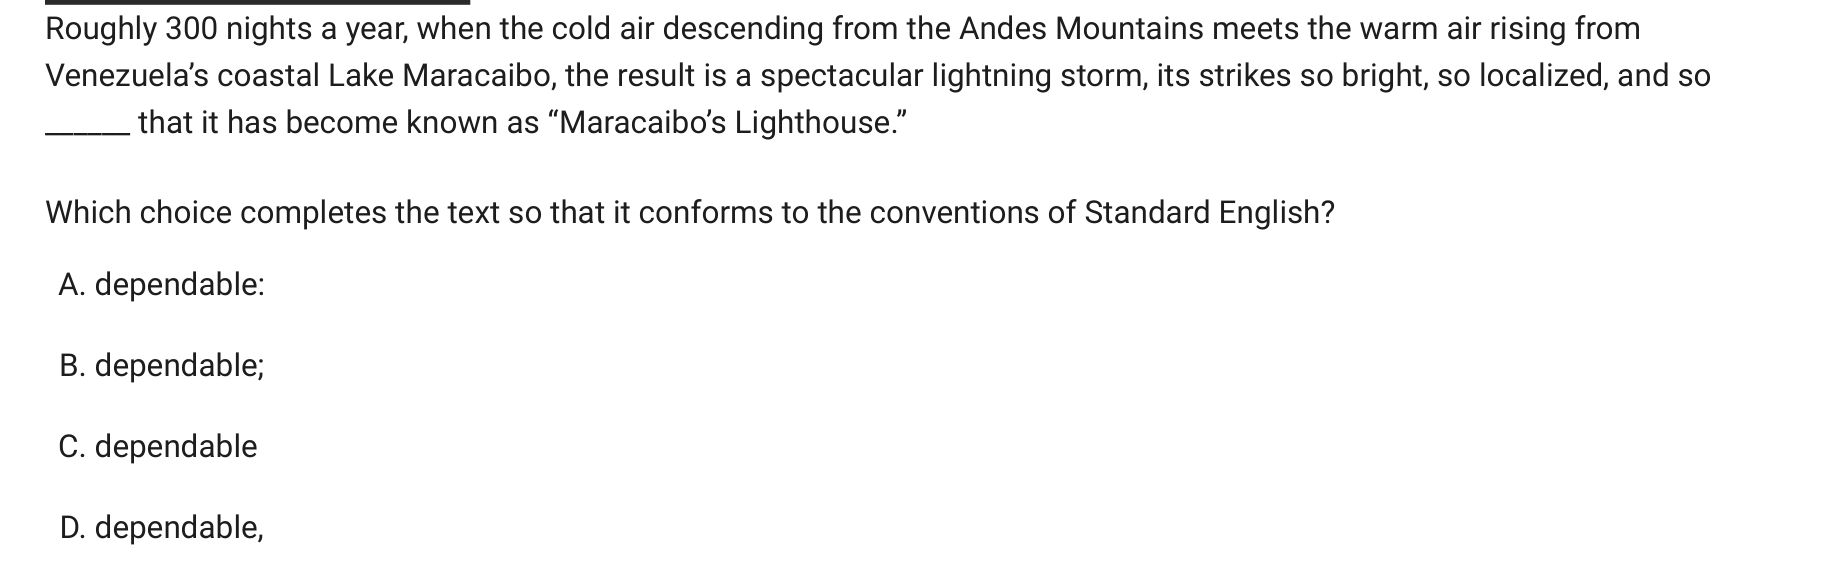 Roughly 300 nights a year, when the cold air descending from the Andes Mountains meets the warm air rising from
Venezuela’s coastal Lake Maracaibo, the result is a spectacular lightning storm, its strikes so bright, so localized, and so
______ that it has become known as “Maracaibo’s Lighthouse.”
Which choice completes the text so that it conforms to the conventions of Standard English?
A. dependable:
B. dependable;
C. dependable
D. dependable,